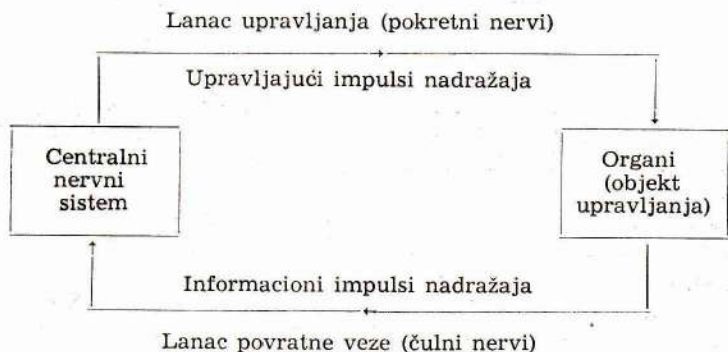 Lanac upravljanja (pokretni nervi)
Upravljajući impulsi nadražaja
Centralni
nervni
sistem
Organi
(objekt
upravljanja)
Informacioni impulsi nadražaja
Lanac povratne veze (čulni nervi)